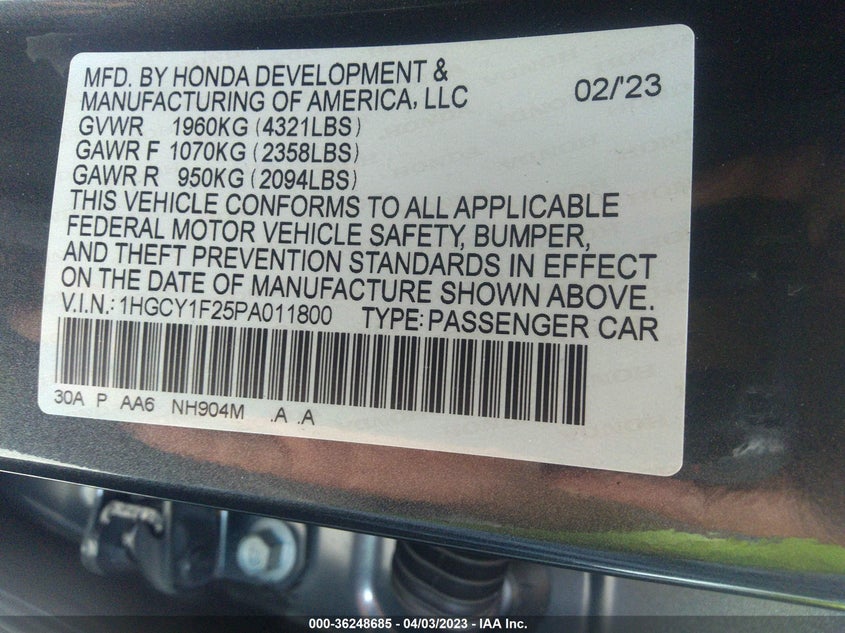 MFD. BY HONDA DEVELOPMENT &
MANUFACTURING OF AMERICA, LLC 02/'23
GVWR 1960KG (4321LBS)
GAWR F 1070KG (2358LBS)
GAWR R 950KG (2094LBS)
THIS VEHICLE CONFORMS TO ALL APPLICABLE
FEDERAL MOTOR VEHICLE SAFETY, BUMPER,
AND THEFT PREVENTION STANDARDS IN EFFECT
ON THE DATE OF MANUFACTURE SHOWN ABOVE.
V.I.N.: 1HGCY1F25PA011800 TYPE: PASSENGER CAR
30A P AA6 NH904M .A .A
000-36248685 - 04/03/2023 - IAA Inc.